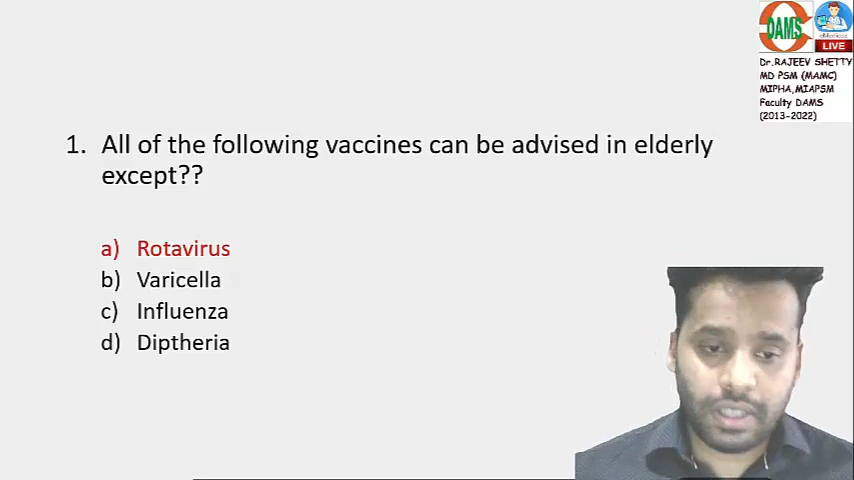 DAMS
eMedicoz
LIVE
Dr.RAJEEV SHETTY
MD PSM (MAMC)
MIPHA,MIAPSM
Faculty DAMS
(2013-2022)
1. All of the following vaccines can be advised in elderly
except??
a) Rotavirus
b) Varicella
c) Influenza
d) Diptheria